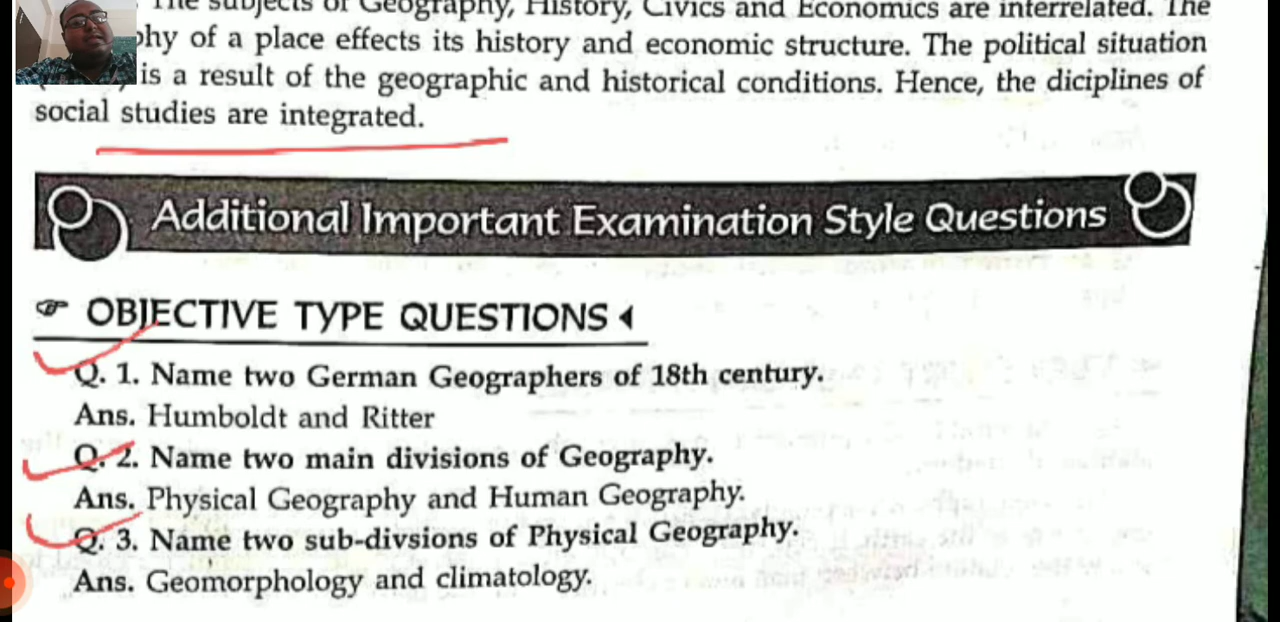 The subjects of Geography, History, Civics and Economics are interrelated. The
phy of a place effects its history and economic structure. The political situation
is a result of the geographic and historical conditions. Hence, the diciplines of
social studies are integrated.
Additional Important Examination Style Questions
OBJECTIVE TYPE QUESTIONS
Q. 1. Name two German Geographers of 18th century.
Ans. Humboldt and Ritter
Q. 2. Name two main divisions of Geography.
Ans. Physical Geography and Human Geography.
Q. 3. Name two sub-divsions of Physical Geography.
Ans. Geomorphology and climatology.